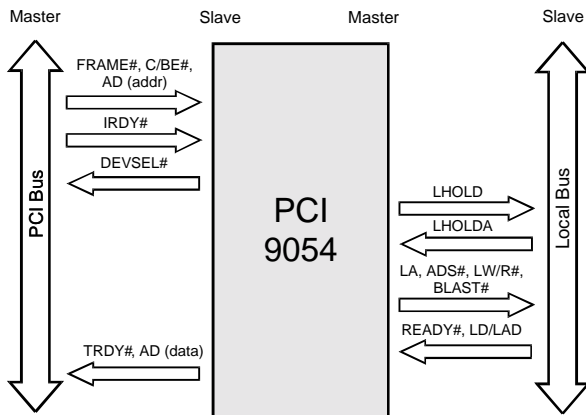 Master
Slave
Master
Slave
FRAME#, C/BE#,
AD (addr)
IRDY#
DEVSEL#
PCI Bus
PCI
9054
LHOLD
LHOLDA
LA, ADS#, LW/R#,
BLAST#
READY#, LD/LAD
TRDY#, AD (data)
Local Bus